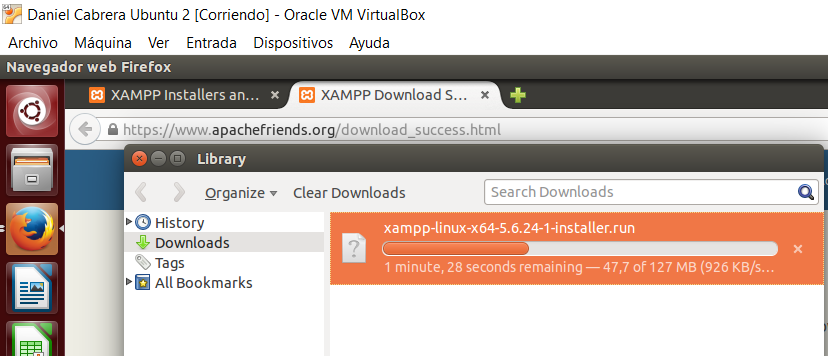 Daniel Cabrera Ubuntu 2 [Corriendo] - Oracle VM VirtualBox
Archivo Máquina Ver Entrada Dispositivos Ayuda
Navegador web Firefox
XAMPP Installers an... XAMPP Download S...
https://www.apachefriends.org/download_success.html
Library
Organize Clear Downloads Search Downloads
History
Downloads
Tags
All Bookmarks
xampp-linux-x64-5.6.24-1-installer.run
1 minute, 28 seconds remaining — 47,7 of 127 MB (926 KB/s...